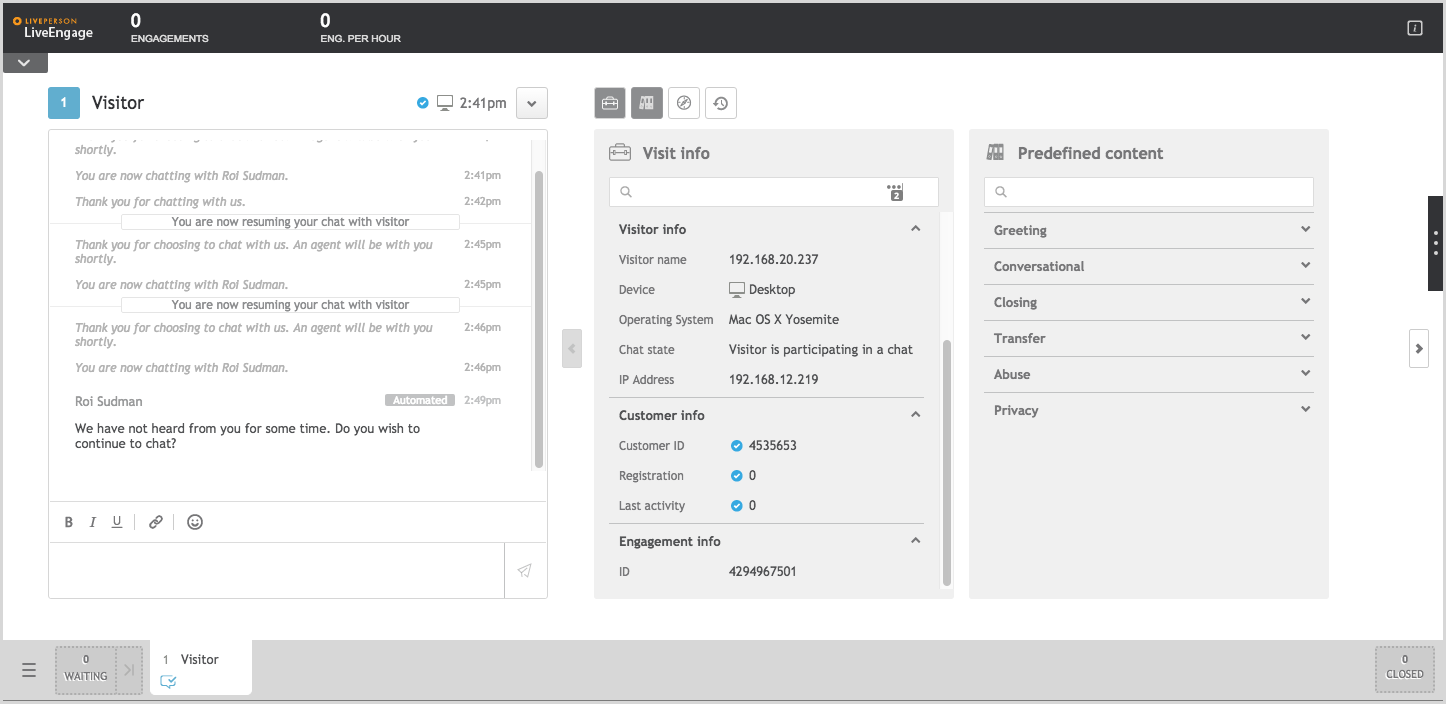 LIVEPERSON
LiveEngage
0
ENGAGEMENTS
0
ENG. PER HOUR
1
Visitor
2:41pm
shortly.
You are now chatting with Roi Sudman.
2:41pm
Thank you for chatting with us.
2:42pm
You are now resuming your chat with visitor
Thank you for choosing to chat with us. An agent will be with you
2:45pm
shortly.
You are now chatting with Roi Sudman.
2:45pm
You are now resuming your chat with visitor
Thank you for choosing to chat with us. An agent will be with you
2:46pm
shortly.
You are now chatting with Roi Sudman.
2:46pm
Roi Sudman
Automated
2:49pm
We have not heard from you for some time. Do you wish to
continue to chat?
B I U
Visit info
2
Visitor info
Visitor name 192.168.20.237
Device Desktop
Operating System Mac OS X Yosemite
Chat state Visitor is participating in a chat
IP Address 192.168.12.219
Customer info
Customer ID 4535653
Registration 0
Last activity 0
Engagement info
ID 4294967501
Predefined content
Greeting
Conversational
Closing
Transfer
Abuse
Privacy
0
WAITING
1 Visitor
0
CLOSED